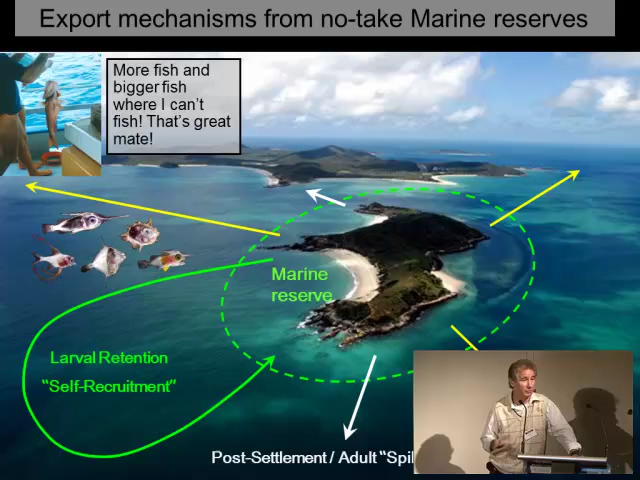 Export mechanisms from no-take Marine reserves
More fish and
bigger fish
where I can't
fish! That's great
mate!
Marine
reserve
Larval Retention
“Self-Recruitment”
Post-Settlement / Adult